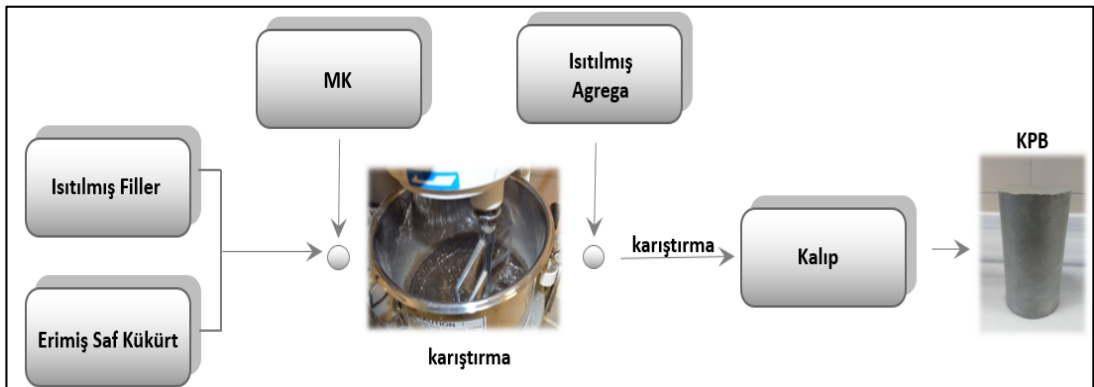 MK
Isıtılmış
Agrega
Isıtılmış Filler
Erimiş Saf Kükürt
karıştırma
karıştırma
Kalıp
KPB